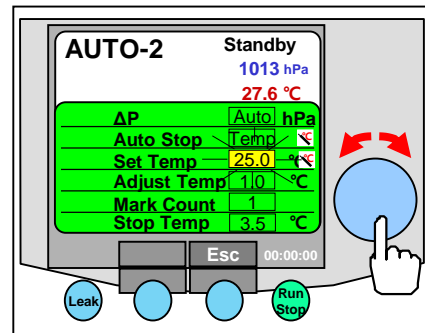 AUTO-2 Standby
1013 hPa
27.6 ℃
ΔP Auto hPa
Auto Stop Temp ℃
Set Temp 25.0 ℃
Adjust Temp 1.0 ℃
Mark Count 1
Stop Temp 3.5 ℃
Esc 00:00:00
Leak Run
Stop